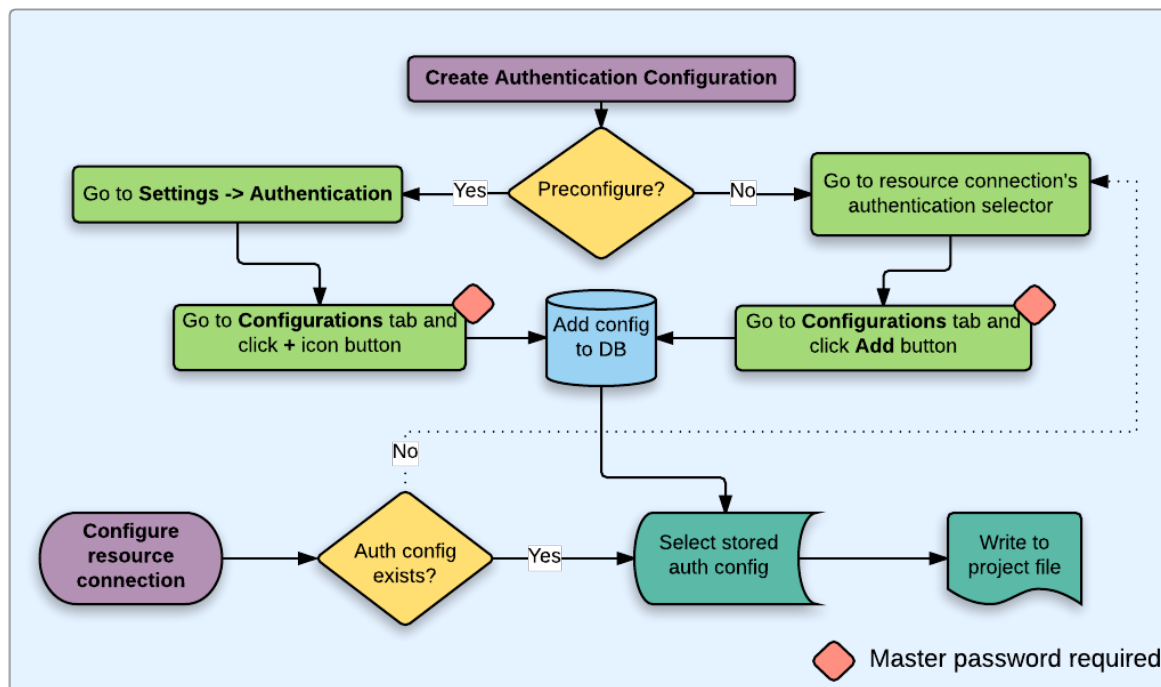 Create Authentication Configuration
Preconfigure?
Yes
No
Go to Settings -> Authentication
Go to resource connection's
authentication selector
Go to Configurations tab and
click + icon button
Add config
to DB
Go to Configurations tab and
click Add button
No
Configure
resource
connection
Auth config
exists?
Yes
Select stored
auth config
Write to
project file
Master password required